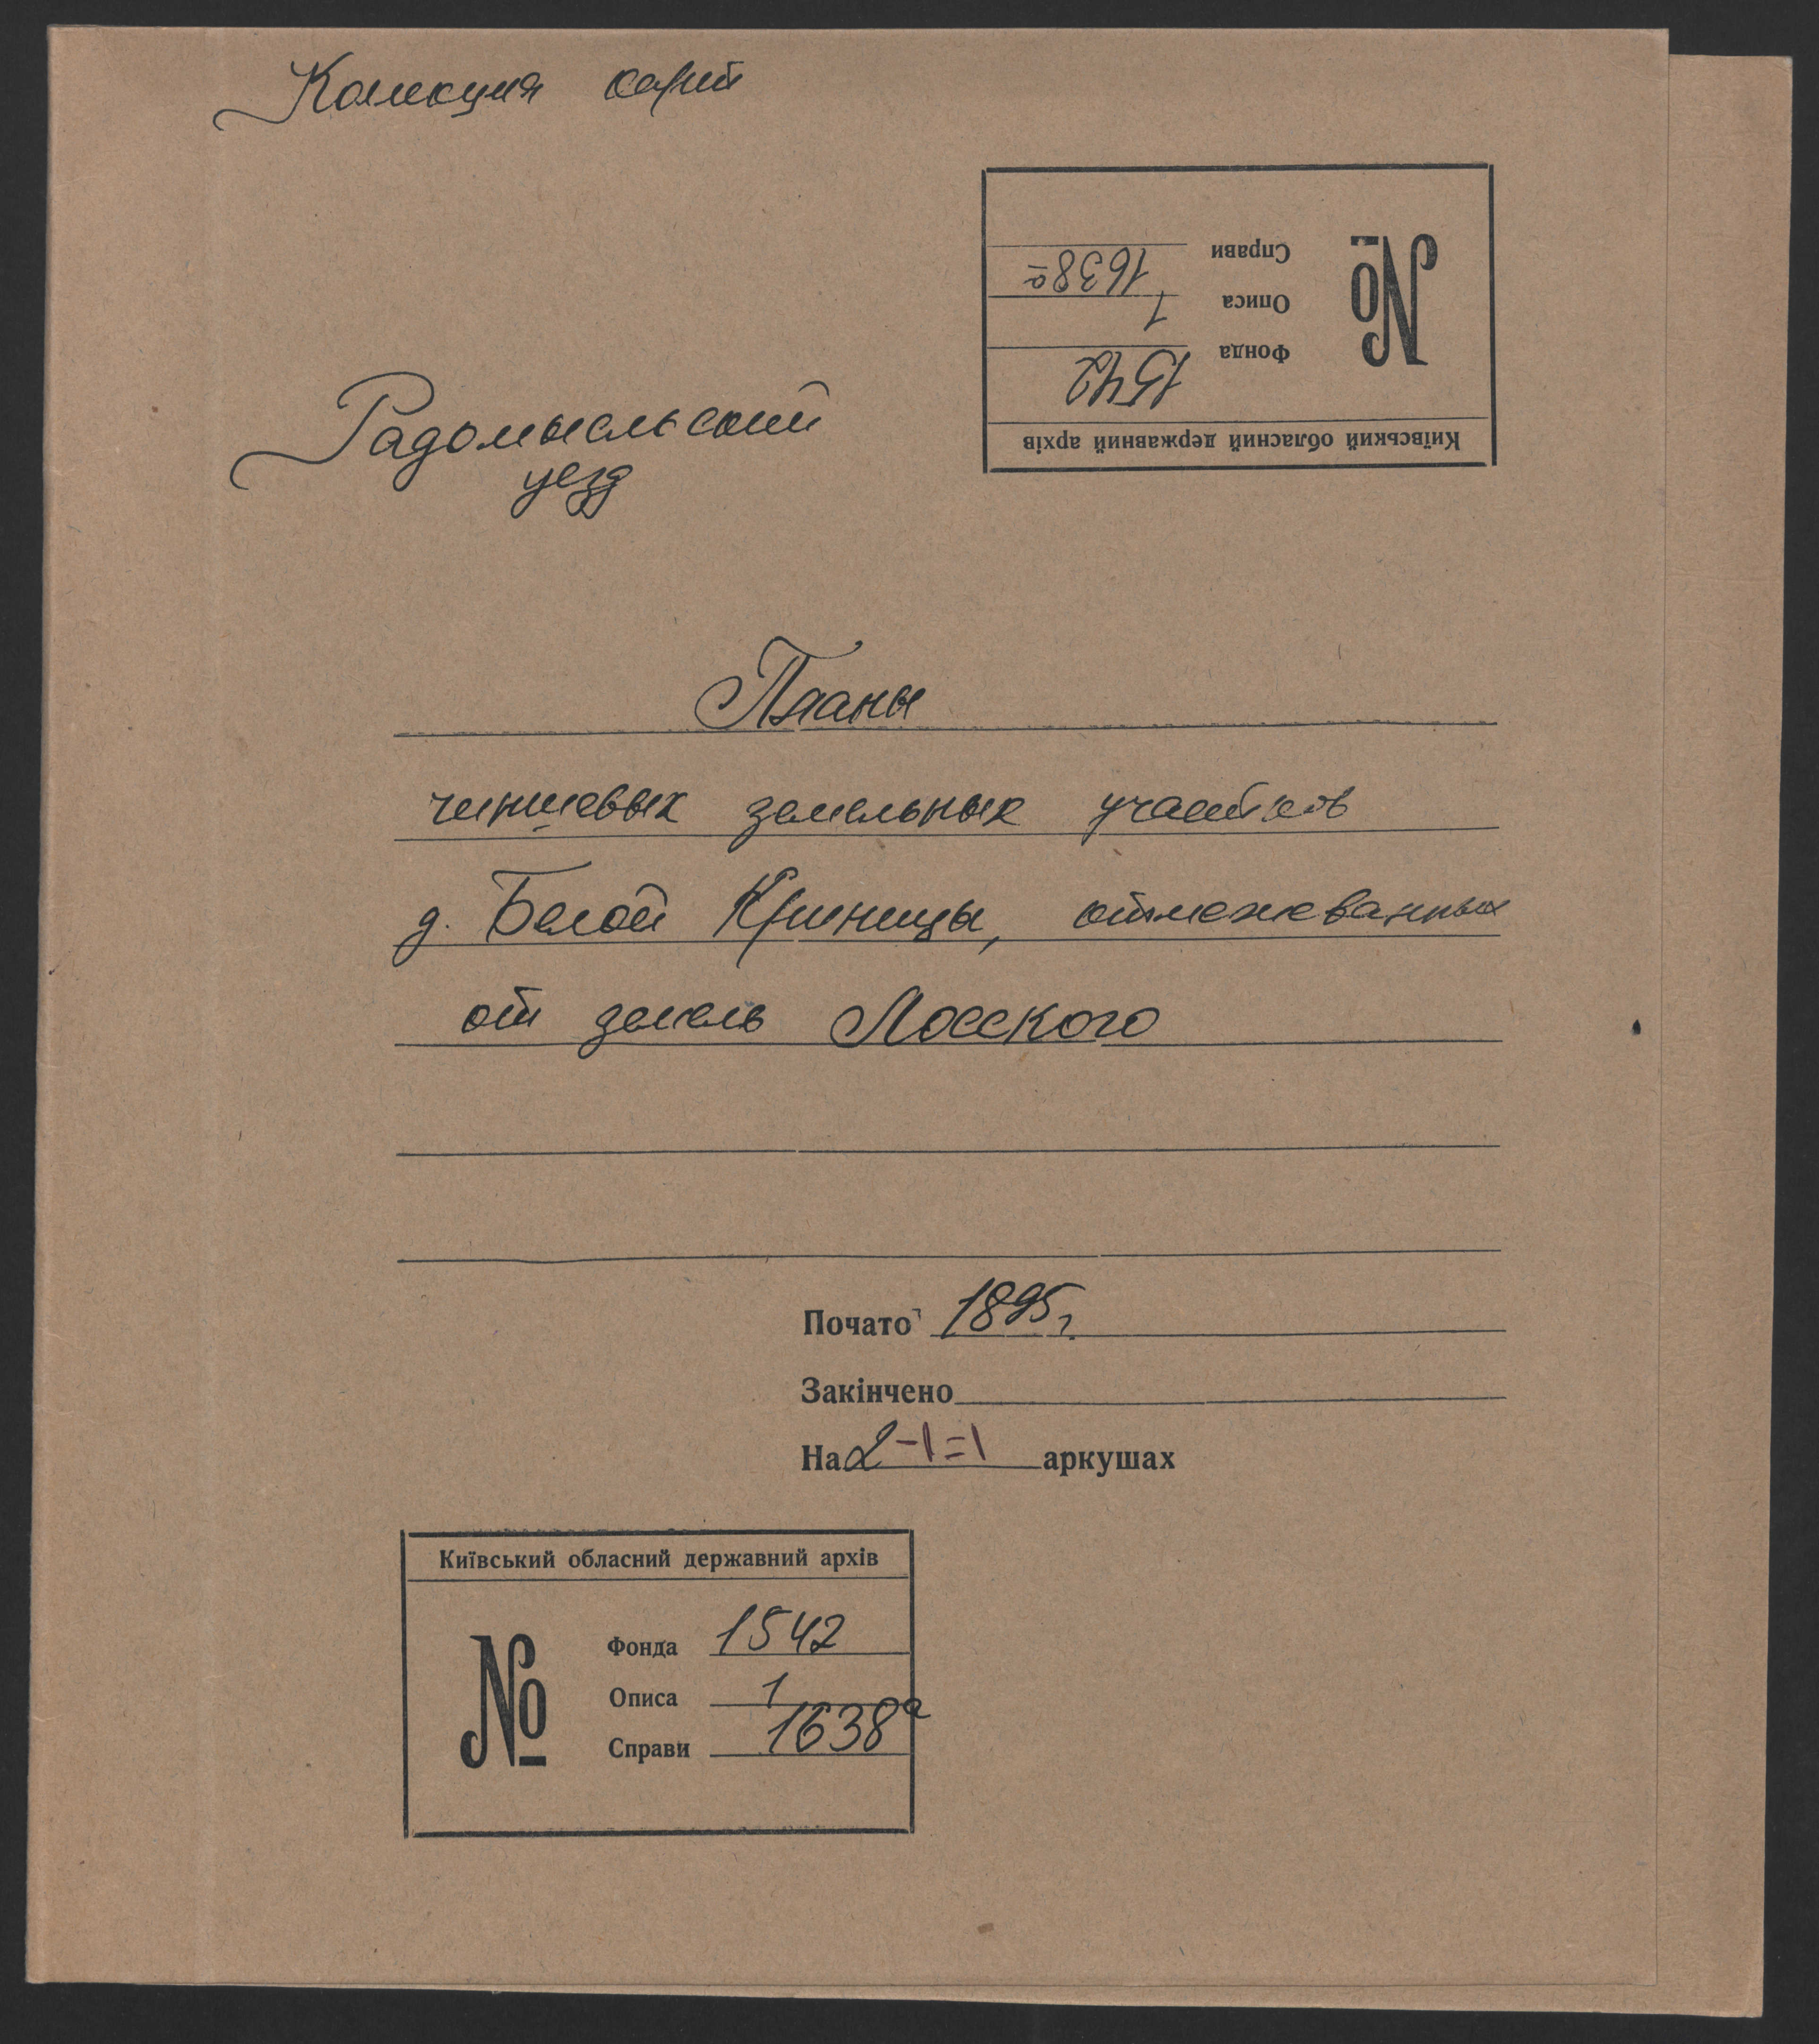 Колекция карт
Справи 1638а
Описа 1
Фонда 1542
№
Київський обласний державний архів
Радомысльский
уезд
Планы
чиншевых земельных участков
д. Белой Криницы, отмежеванных
от земель Лосского
Почато 1895 г.
Закінчено
На 2-1=1 аркушах
Київський обласний державний архів
№
Фонда 1542
Описа 1
Справи 1638а